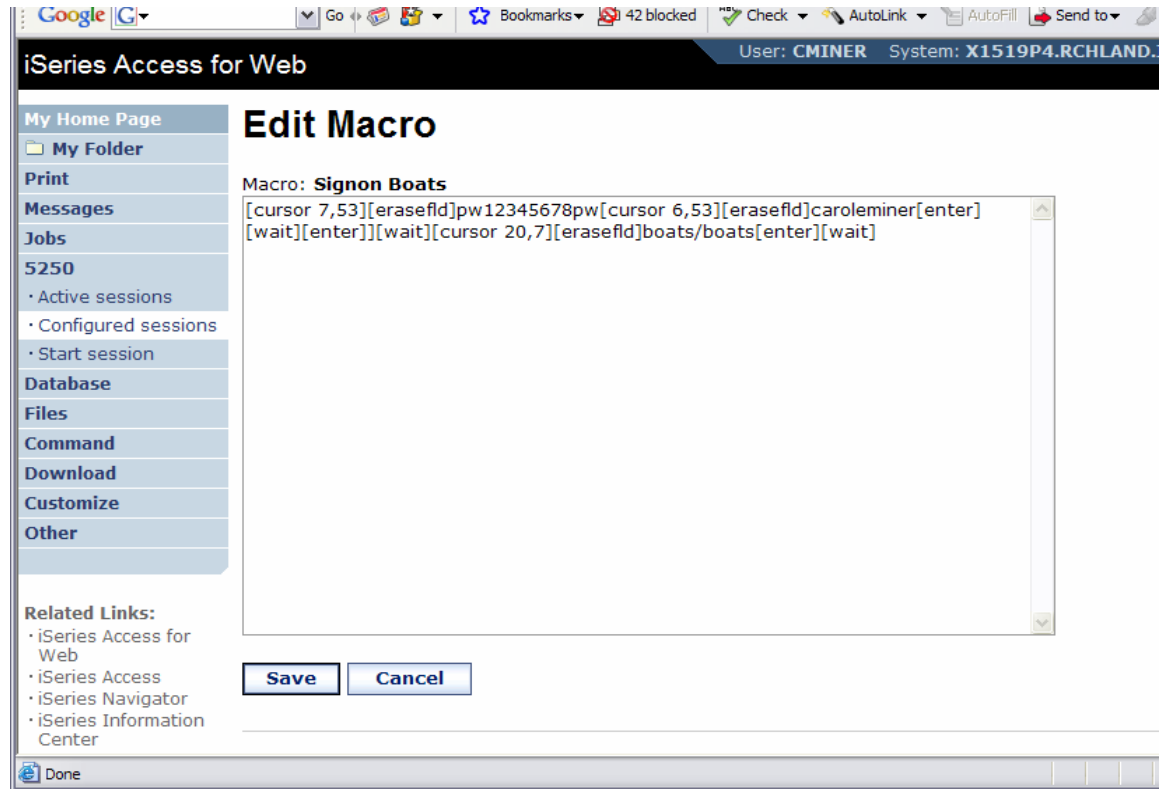 Google G Go Bookmarks 42 blocked Check AutoLink AutoFill Send to
iSeries Access for Web
User: CMINER System: X1519P4.RCHLAND.
My Home Page
My Folder
Print
Messages
Jobs
5250
· Active sessions
· Configured sessions
· Start session
Database
Files
Command
Download
Customize
Other
Related Links:
· iSeries Access for
Web
· iSeries Access
· iSeries Navigator
· iSeries Information
Center
Edit Macro
Macro: Signon Boats
[cursor 7,53][erasefld]pw12345678pw[cursor 6,53][erasefld]caroleminer[enter]
[wait][enter]][wait][cursor 20,7][erasefld]boats/boats[enter][wait]
Save Cancel
Done